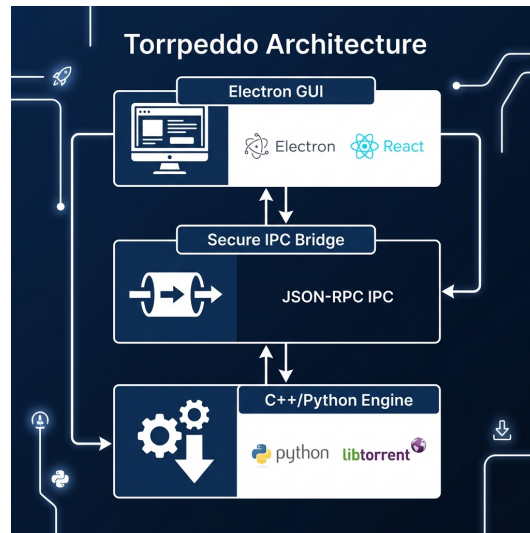 Torrpeddo Architecture
Electron GUI
Electron React
Secure IPC Bridge
JSON-RPC IPC
C++/Python Engine
python libtorrent